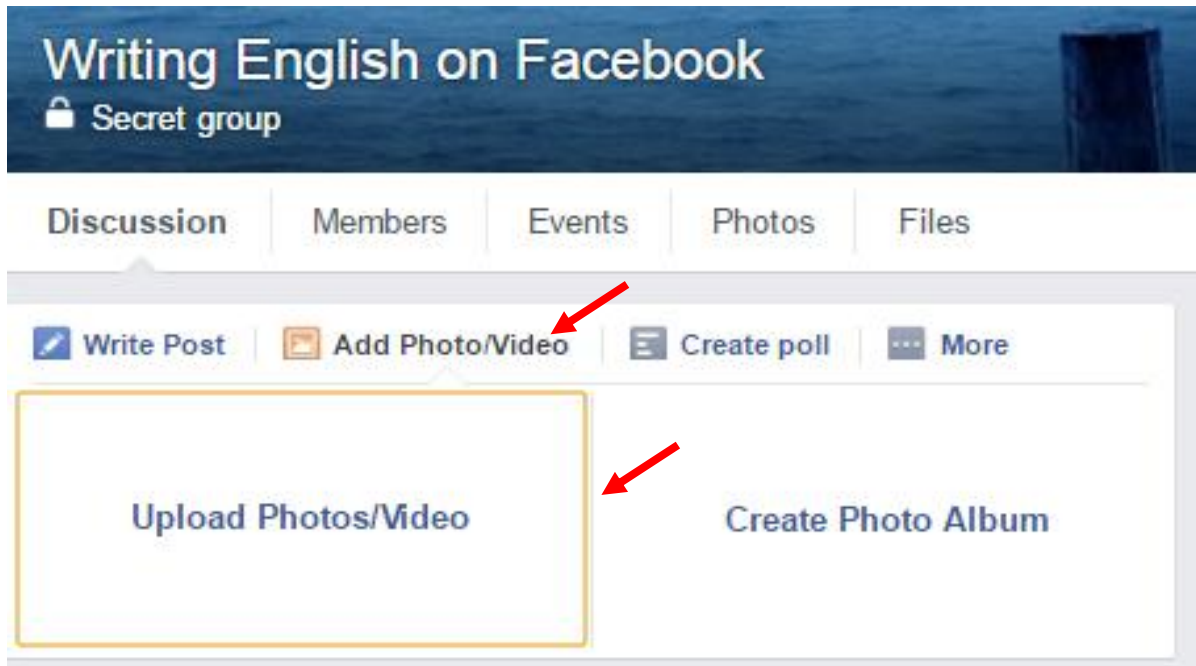 Writing English on Facebook
Secret group
Discussion Members Events Photos Files
Write Post Add Photo/Video Create poll More
Upload Photos/Video Create Photo Album